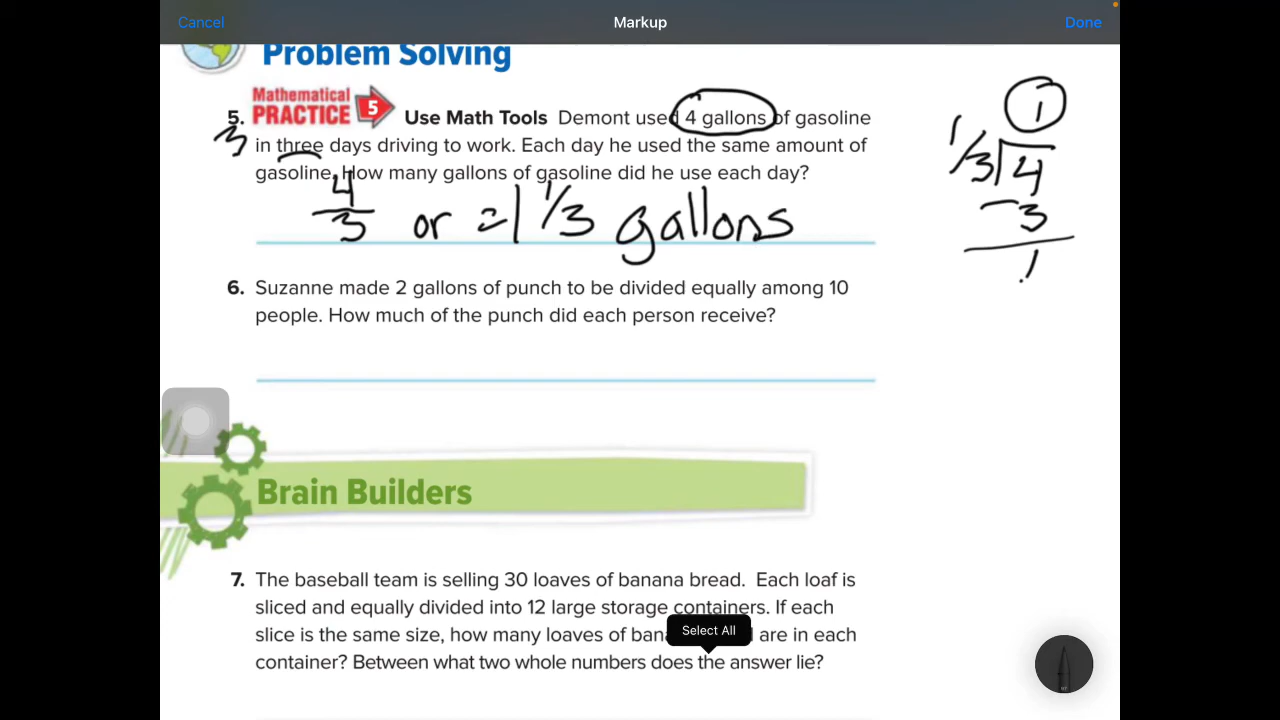 Cancel
Markup
Done
Problem Solving
Mathematical
PRACTICE 5
5. Use Math Tools Demont used 4 gallons of gasoline
3 in three days driving to work. Each day he used the same amount of
gasoline. How many gallons of gasoline did he use each day?
4/3 or =1 1/3 gallons
1
1/3)4
-3
1
6. Suzanne made 2 gallons of punch to be divided equally among 10
people. How much of the punch did each person receive?
Brain Builders
7. The baseball team is selling 30 loaves of banana bread. Each loaf is
sliced and equally divided into 12 large storage containers. If each
slice is the same size, how many loaves of are in each
Select All
container? Between what two whole numbers does the answer lie?